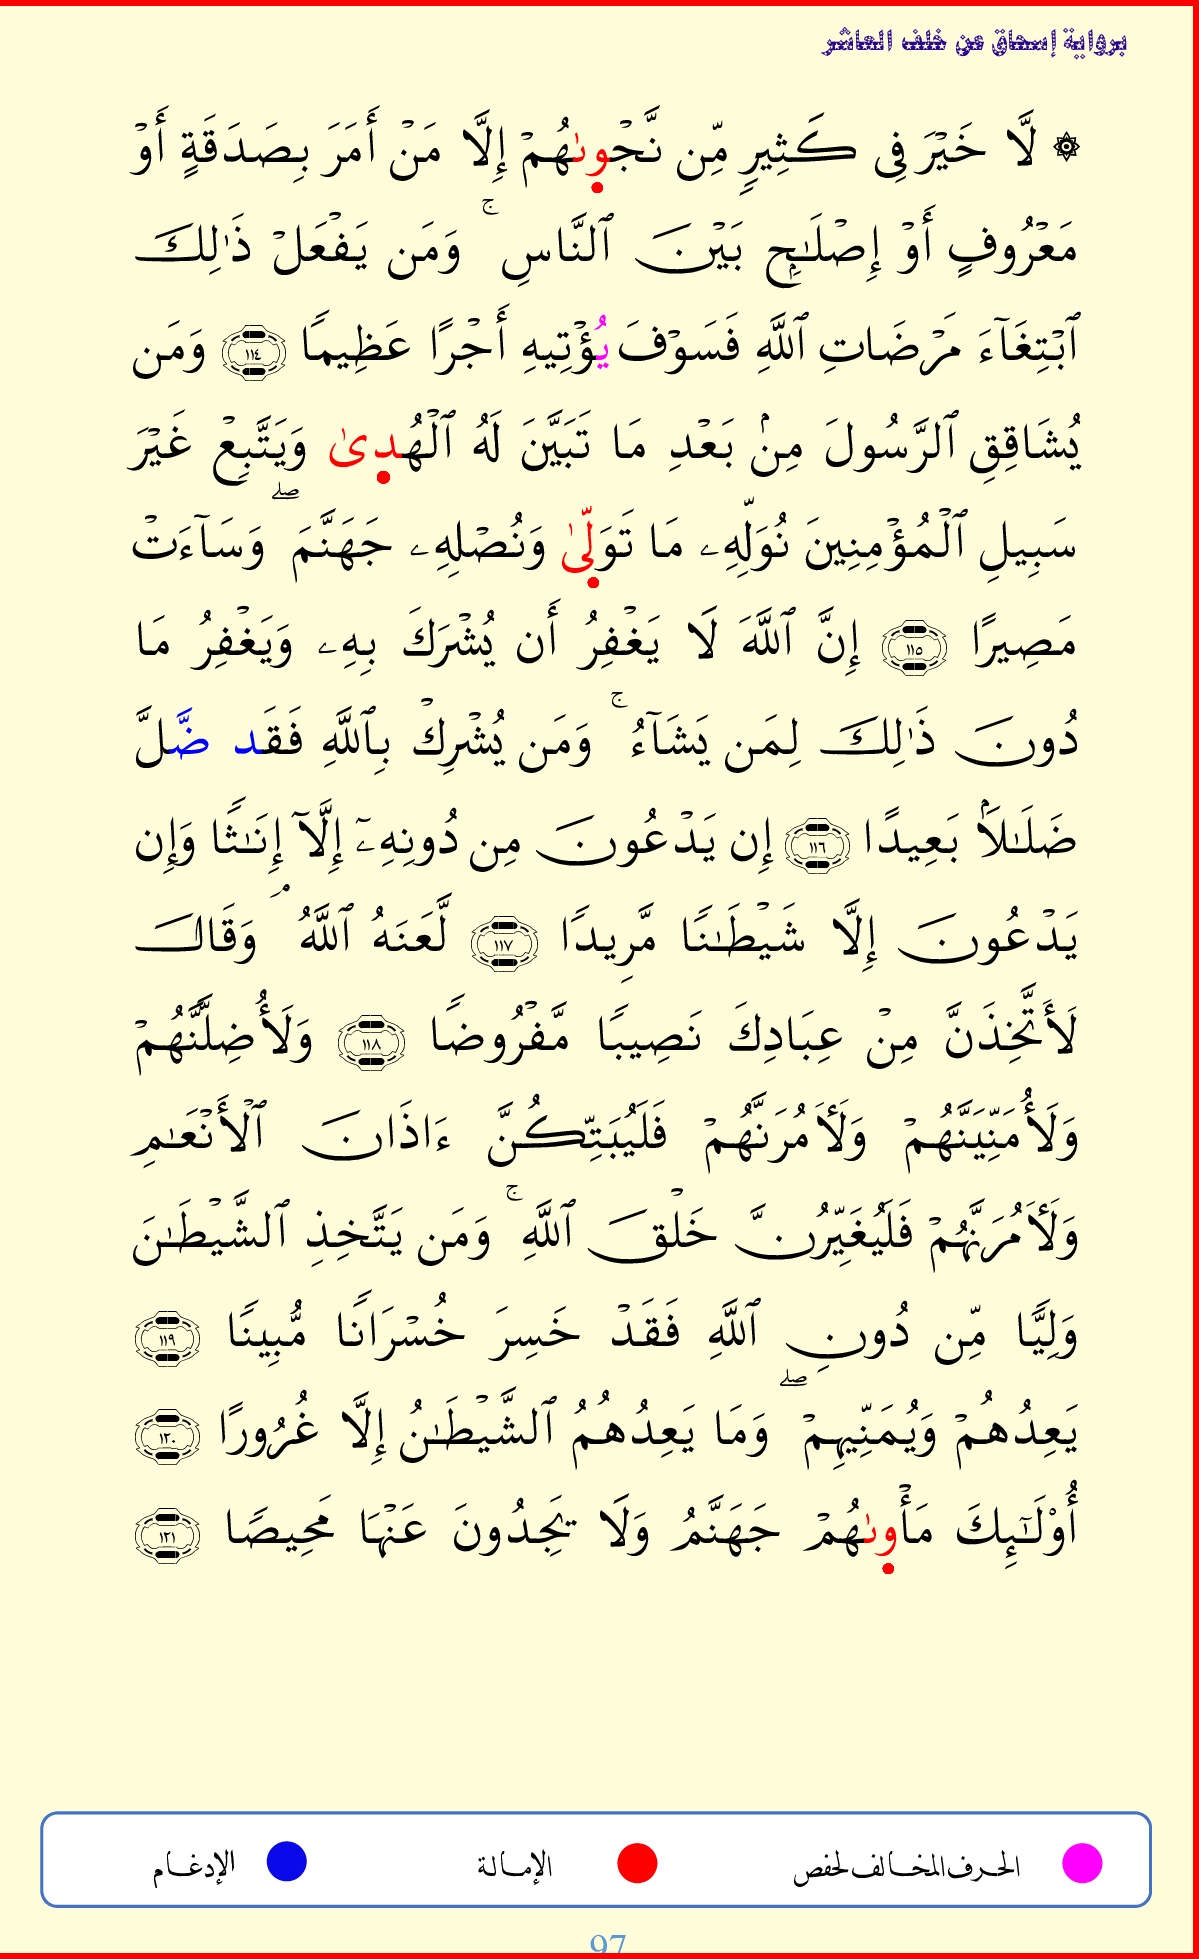 برواية إسحاق عن خلف العاشر
۞ لَّا خَيْرَ فِى كَثِيرٍ مِّن نَّجْوىٰهُمْ إِلَّا مَنْ أَمَرَ بِصَدَقَةٍ أَوْ
مَعْرُوفٍ أَوْ إِصْلَٰحٍۭ بَيْنَ ٱلنَّاسِ ۚ وَمَن يَفْعَلْ ذَٰلِكَ
ٱبْتِغَآءَ مَرْضَاتِ ٱللَّهِ فَسَوْفَ يُؤْتِيهِ أَجْرًا عَظِيمًا ١١٤ وَمَن
يُشَاقِقِ ٱلرَّسُولَ مِنۢ بَعْدِ مَا تَبَيَّنَ لَهُ ٱلْهُدىٰ وَيَتَّبِعْ غَيْرَ
سَبِيلِ ٱلْمُؤْمِنِينَ نُوَلِّهِۦ مَا تَوَلّىٰ وَنُصْلِهِۦ جَهَنَّمَ ۖ وَسَآءَتْ
مَصِيرًا ١١٥ إِنَّ ٱللَّهَ لَا يَغْفِرُ أَن يُشْرَكَ بِهِۦ وَيَغْفِرُ مَا
دُونَ ذَٰلِكَ لِمَن يَشَآءُ ۚ وَمَن يُشْرِكْ بِٱللَّهِ فَقَد ضَّلَّ
ضَلَٰلًۢا بَعِيدًا ١١٦ إِن يَدْعُونَ مِن دُونِهِۦٓ إِلَّآ إِنَٰثًا وَإِن
يَدْعُونَ إِلَّا شَيْطَٰنًا مَّرِيدًا ١١٧ لَّعَنَهُ ٱللَّهُ ۘ وَقَالَ
لَأَتَّخِذَنَّ مِنْ عِبَادِكَ نَصِيبًا مَّفْرُوضًا ١١٨ وَلَأُضِلَّنَّهُمْ
وَلَأُمَنِّيَنَّهُمْ وَلَـَٔامُرَنَّهُمْ فَلَيُبَتِّكُنَّ ءَاذَانَ ٱلْأَنْعَٰمِ
وَلَـَٔامُرَنَّهُمْ فَلَيُغَيِّرُنَّ خَلْقَ ٱللَّهِ ۚ وَمَن يَتَّخِذِ ٱلشَّيْطَٰنَ
وَلِيًّا مِّن دُونِ ٱللَّهِ فَقَدْ خَسِرَ خُسْرَانًا مُّبِينًا ١١٩
يَعِدُهُمْ وَيُمَنِّيهِمْ ۖ وَمَا يَعِدُهُمُ ٱلشَّيْطَٰنُ إِلَّا غُرُورًا ١٢٠
أُو۟لَٰٓئِكَ مَأْوىٰهُمْ جَهَنَّمُ وَلَا يَجِدُونَ عَنْهَا مَحِيصًا ١٢١
الحرف المخالف لحفص الإمالة الإدغام
97